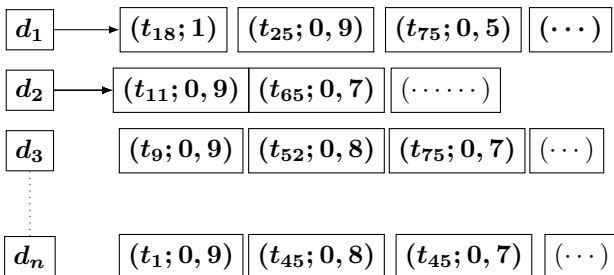 d₁ (t₁₈; 1) (t₂₅; 0, 9) (t₇₅; 0, 5) (⋯)
d₂ (t₁₁; 0, 9) (t₆₅; 0, 7) (⋯⋯)
d₃ (t₉; 0, 9) (t₅₂; 0, 8) (t₇₅; 0, 7) (⋯)
dₙ (t₁; 0, 9) (t₄₅; 0, 8) (t₄₅; 0, 7) (⋯)